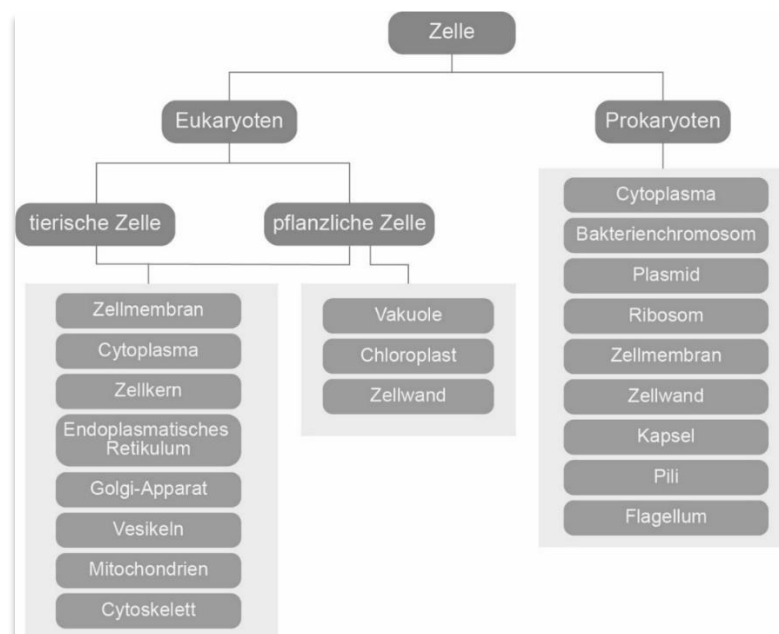 Zelle
Eukaryoten
Prokaryoten
tierische Zelle
pflanzliche Zelle
Zellmembran
Cytoplasma
Zellkern
Endoplasmatisches
Retikulum
Golgi-Apparat
Vesikeln
Mitochondrien
Cytoskelett
Vakuole
Chloroplast
Zellwand
Cytoplasma
Bakterienchromosom
Plasmid
Ribosom
Zellmembran
Zellwand
Kapsel
Pili
Flagellum